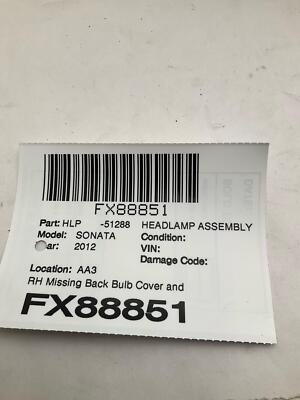 FX88851
Part: HLP -51288 HEADLAMP ASSEMBLY
Model: SONATA Condition:
ar: 2012 VIN:
Damage Code:
Location: AA3
RH Missing Back Bulb Cover and
FX88851